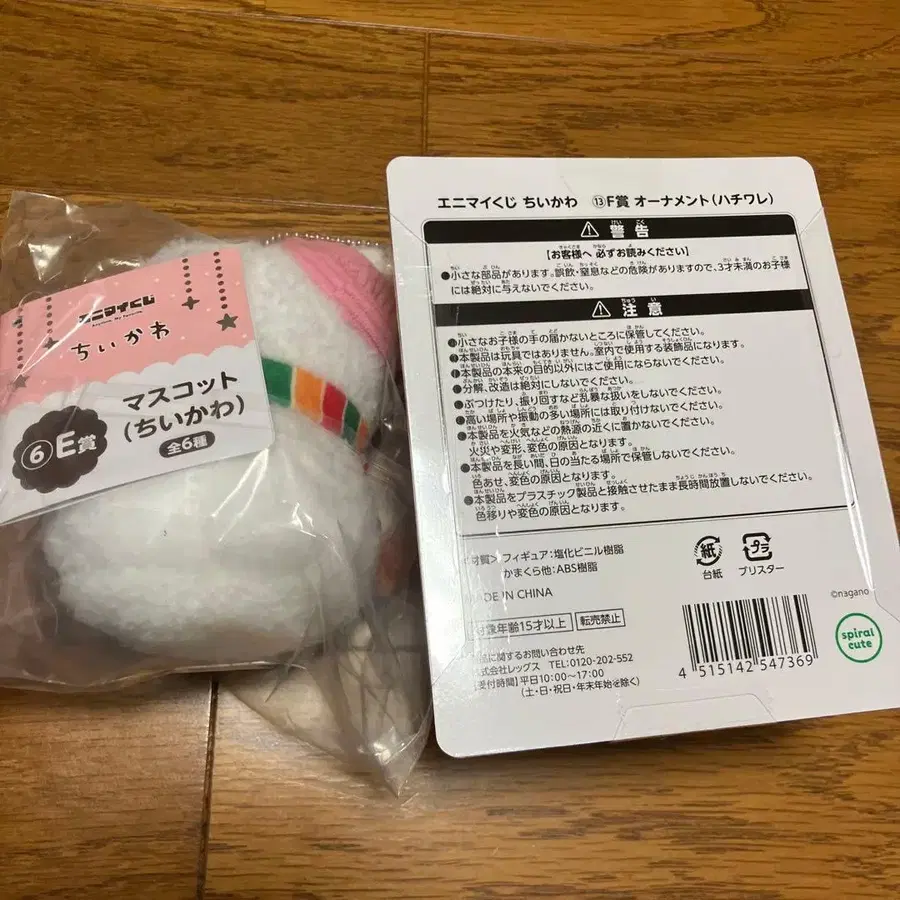 エニマイくじ
ちいかわ
⑥E賞
マスコット
(ちいかわ)
全6種
エニマイくじ ちいかわ ⑬F賞 オーナメント(ハチワレ)
警告
【お客様へ 必ずお読みください】
●小さな部品があります。誤飲・窒息などの危険がありますので、3才未満のお子様
には絶対に与えないでください。
注意
小さなお子様の手の届かないところに保管してください。
本製品は玩具ではありません。室内で使用する装飾品になります。
本製品の本来の目的以外にはご使用にならないでください。
分解、改造は絶対にしないでください。
ぶつけたり、振り回すなど乱暴な扱いをしないでください。
高い場所や振動の多い場所には取り付けないでください。
●本製品を火気などの熱源の近くに置かないでください。
火災や変形、変色の原因となります。
●本製品を長い間、日の当たる場所で保管しないでください。
色あせ、変色の原因となります。
●本製品をプラスチック製品と接触させたまま長時間放置しないでください。
色移りや変色の原因となります。
材質>フィギュア:塩化ビニル樹脂
かまくら他:ABS樹脂
MADE IN CHINA
紙
台紙
プラ
ブリスター
©nagano
対象年齢15才以上
転売禁止
spiral
cute
商品に関するお問い合わせ先
株式会社レッグス TEL:0120-202-552
【受付時間】平日10:00〜17:00
(土・日・祝日・年末年始を除く)
4 515142 547369